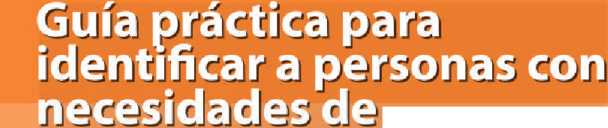 Guía práctica para
identificar a personas con
necesidades de